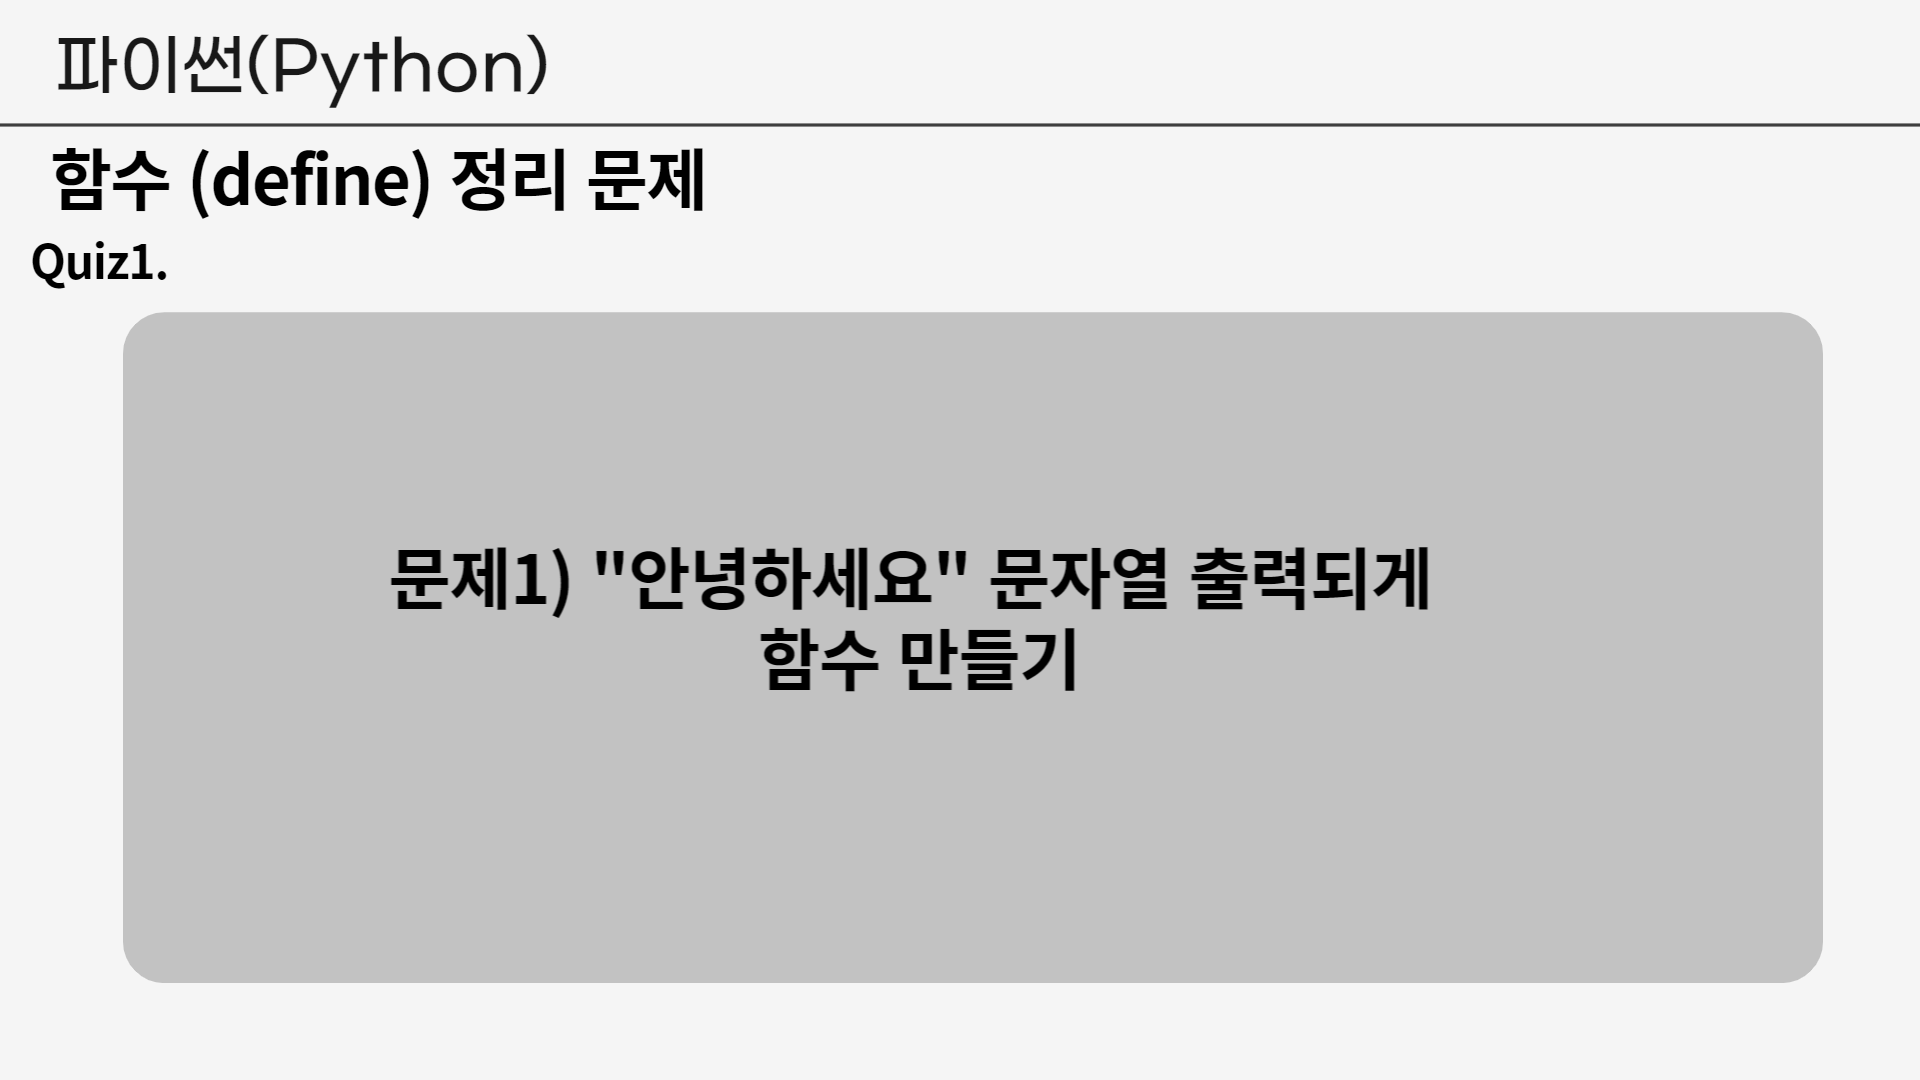 파이썬(Python)
함수 (define) 정리 문제
Quiz1.
문제1) "안녕하세요" 문자열 출력되게
함수 만들기